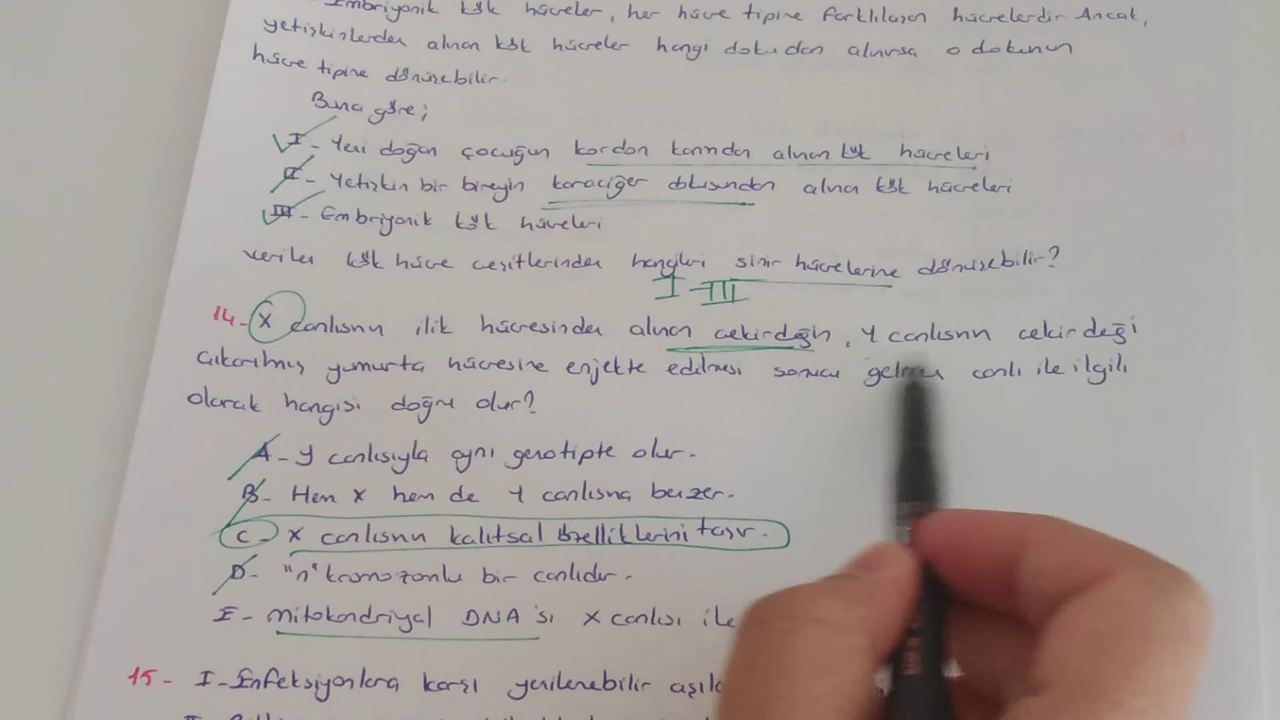 Embriyonik kök hücreler, her hücre tipine farklılaşan hücrelerdir Ancak,
yetişkinlerden alınan kök hücreler hangi dokudan alınırsa o dokunun
hücre tipine dönüşebilir.
Buna göre;
I- Yeni doğan çocuğun kordon kanından alınan kök hücreleri
II- Yetişkin bir bireyin karaciğer dokusundan alınan kök hücreleri
III- Embriyonik kök hücreleri
verilen kök hücre çeşitlerinden hangileri sinir hücrelerine dönüşebilir?
I-III
14- X canlısının ilik hücresinden alınan çekirdeğin, Y canlısının çekirdeği
çıkarılmış yumurta hücresine enjekte edilmesi sonucu gelişen canlı ile ilgili
olarak hangisi doğru olur?
A- Y canlısıyla aynı genotipte olur.
B- Hem X hem de Y canlısına benzer.
C- X canlısının kalıtsal özelliklerini taşır.
D- "n" kromozomlu bir canlıdır.
E- mitokondriyal DNA'sı X canlısı ile
15- I- Enfeksiyonlara karşı yenilenebilir